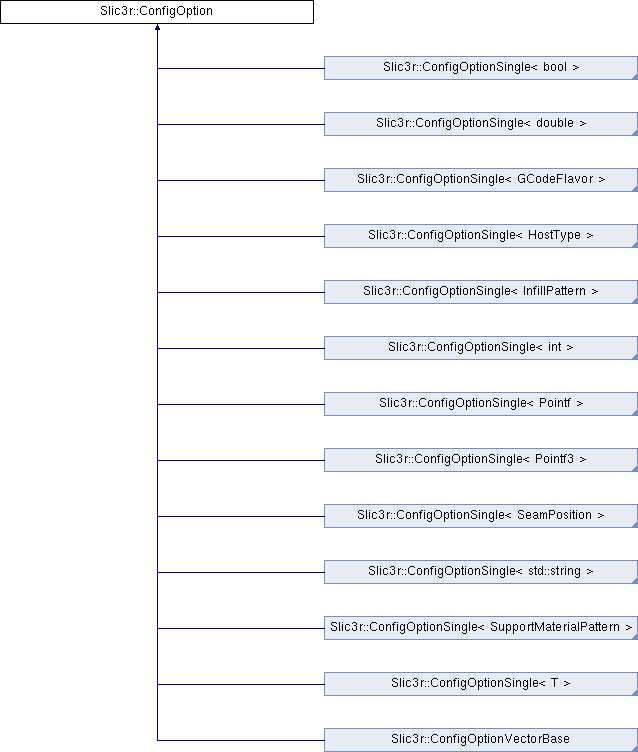 Slic3r::ConfigOption
Slic3r::ConfigOptionSingle< bool >
Slic3r::ConfigOptionSingle< double >
Slic3r::ConfigOptionSingle< GCodeFlavor >
Slic3r::ConfigOptionSingle< HostType >
Slic3r::ConfigOptionSingle< InfillPattern >
Slic3r::ConfigOptionSingle< int >
Slic3r::ConfigOptionSingle< Pointf >
Slic3r::ConfigOptionSingle< Pointf3 >
Slic3r::ConfigOptionSingle< SeamPosition >
Slic3r::ConfigOptionSingle< std::string >
Slic3r::ConfigOptionSingle< SupportMaterialPattern >
Slic3r::ConfigOptionSingle< T >
Slic3r::ConfigOptionVectorBase